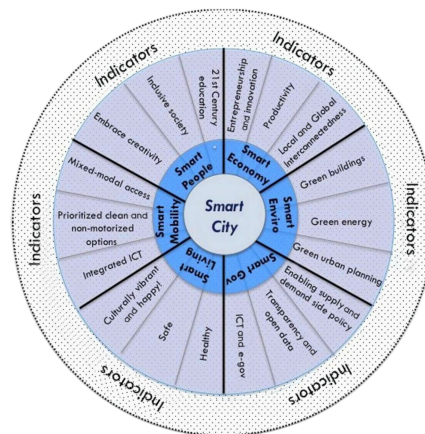 Smart
City
Smart
Economy
Smart
Enviro
Smart Gov
Smart
Living
Smart
Mobility
Smart
People
Entrepreneurship
and innovation
Productivity
Local and Global
Interconnectedness
Green buildings
Green energy
Green urban planning
Enabling supply and
demand side policy
Transparency and
open data
ICT and e-gov
Healthy
Safe
Culturally vibrant
and happy!
Integrated ICT
Prioritized clean and
non-motorized
options
Mixed-modal access
Embrace creativity
Inclusive society
21st Century
education
Indicators
Indicators
Indicators
Indicators
Indicators
Indicators